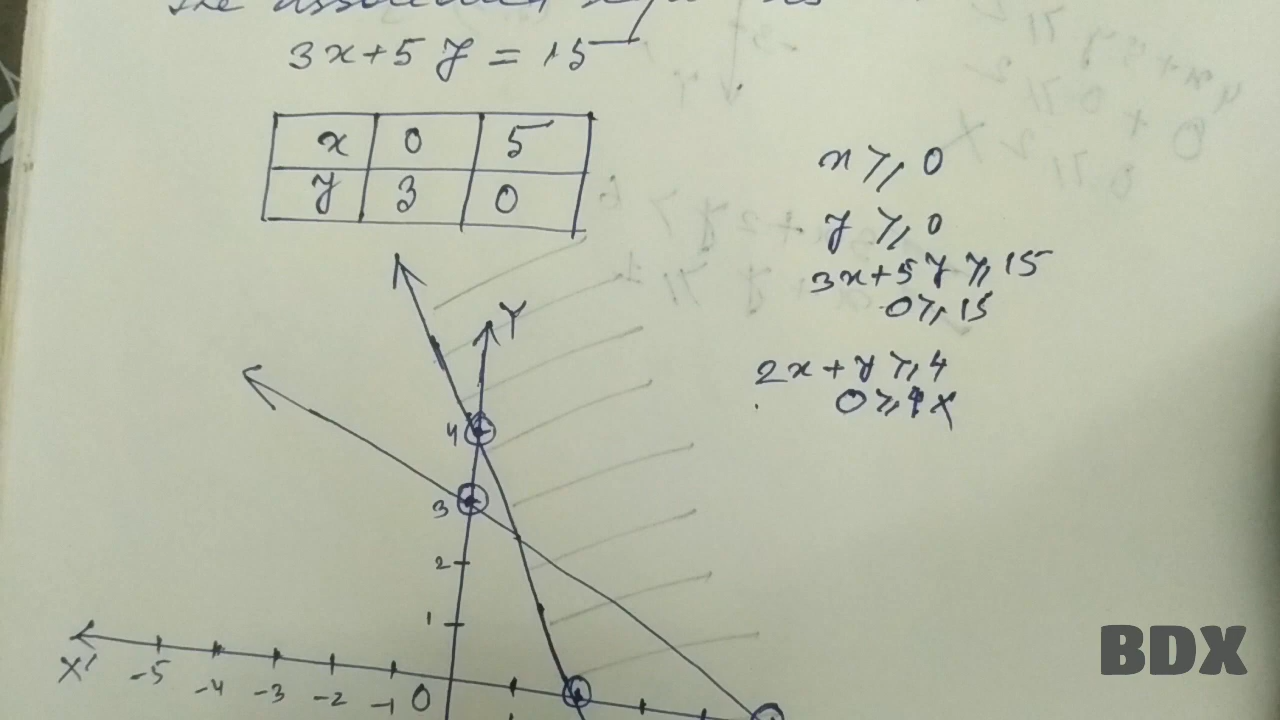 The
3x+5y=15
x 0 5
y 3 0
x ≥ 0
y ≥ 0
3x+5y ≥ 15
0 ≥ 15
2x+y ≥ 4
0 ≥ 4 x
Y
4
3
2
1
X' -5 -4 -3 -2 -1 0
BDX